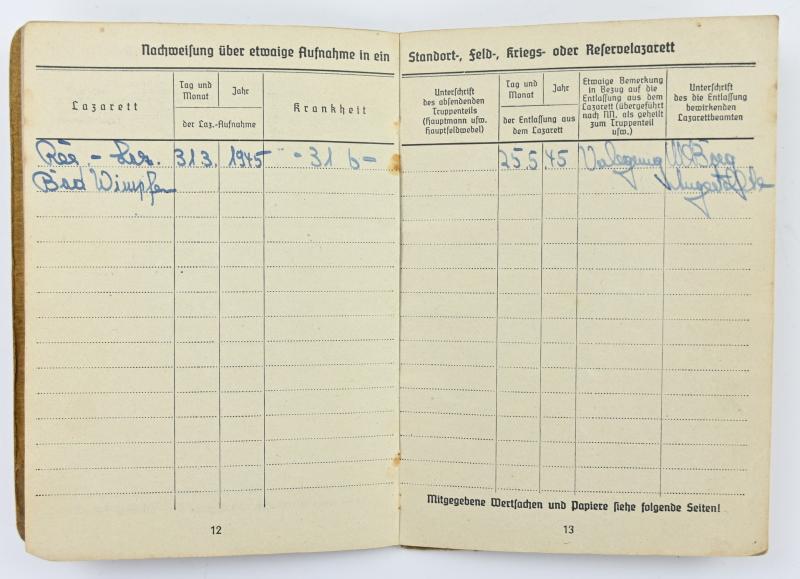 Nachweisung über etwaige Aufnahme in ein Standort-, Feld-, Kriegs- oder Reservelazarett
Lazarett
Tag und Monat
Jahr
der Laz.-Aufnahme
Krankheit
Unterschrift
des absendenden
Truppenteils
(Hauptmann usw.
Hauptfeldwebel)
Tag und Monat
Jahr
der Entlassung aus
dem Lazarett
Etwaige Bemerkung
in Bezug auf die
Entlassung aus dem
Lazarett (übergeführt
nach NN, als geheilt
zum Truppenteil
usw.)
Unterschrift
des die Entlassung
bewirkenden
Lazarettbeamten
Res - Laz. 31 3. 1945 - 31 b - 25 5 45 Verlegung
Bad Wimpfen
Mitgegebene Wertsachen und Papiere siehe folgende Seiten!
12
13